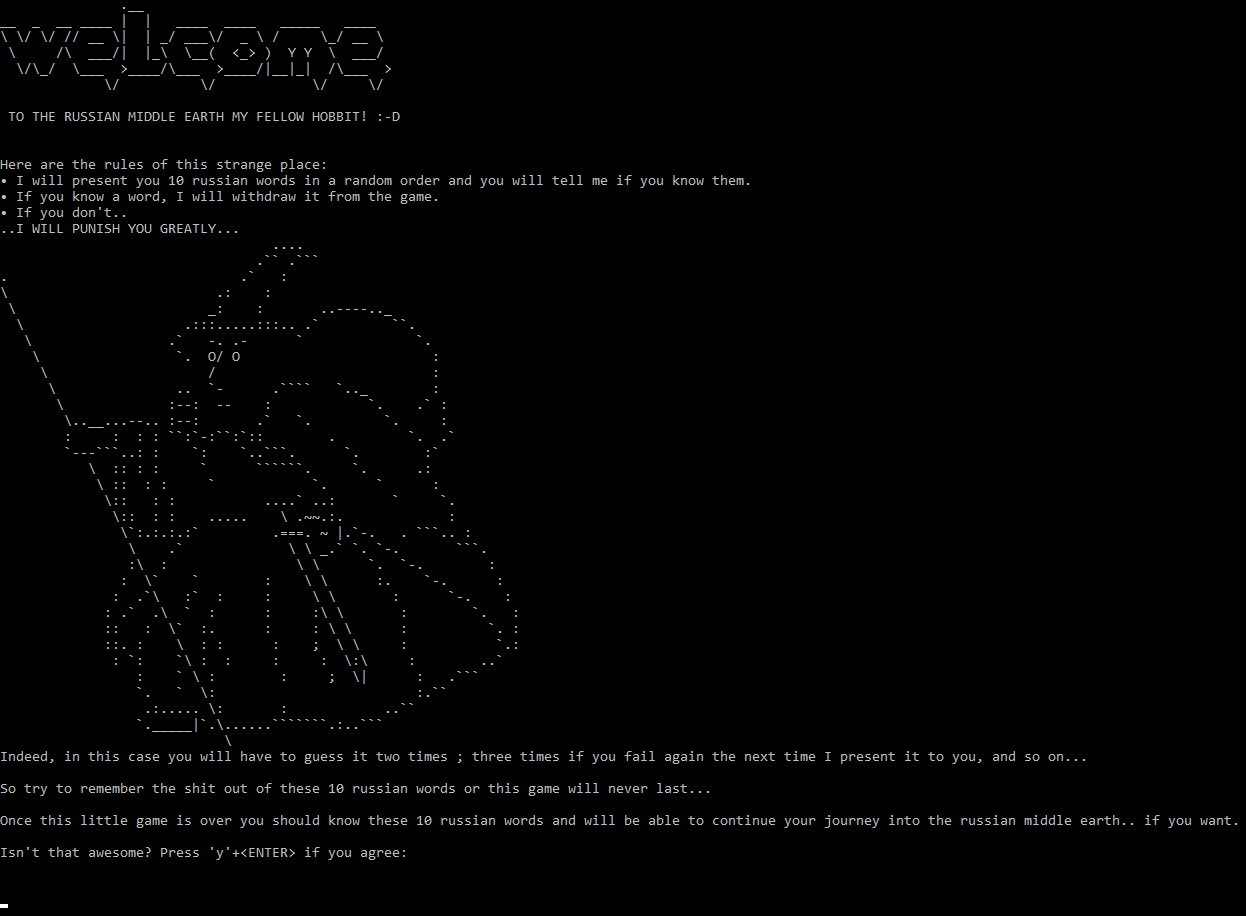 welcome
TO THE RUSSIAN MIDDLE EARTH MY FELLOW HOBBIT! :-D
Here are the rules of this strange place:
• I will present you 10 russian words in a random order and you will tell me if you know them.
• If you know a word, I will withdraw it from the game.
• If you don't..
..I WILL PUNISH YOU GREATLY...
Indeed, in this case you will have to guess it two times ; three times if you fail again the next time I present it to you, and so on...
So try to remember the shit out of these 10 russian words or this game will never last...
Once this little game is over you should know these 10 russian words and will be able to continue your journey into the russian middle earth.. if you want.
Isn't that awesome? Press 'y'+<ENTER> if you agree: